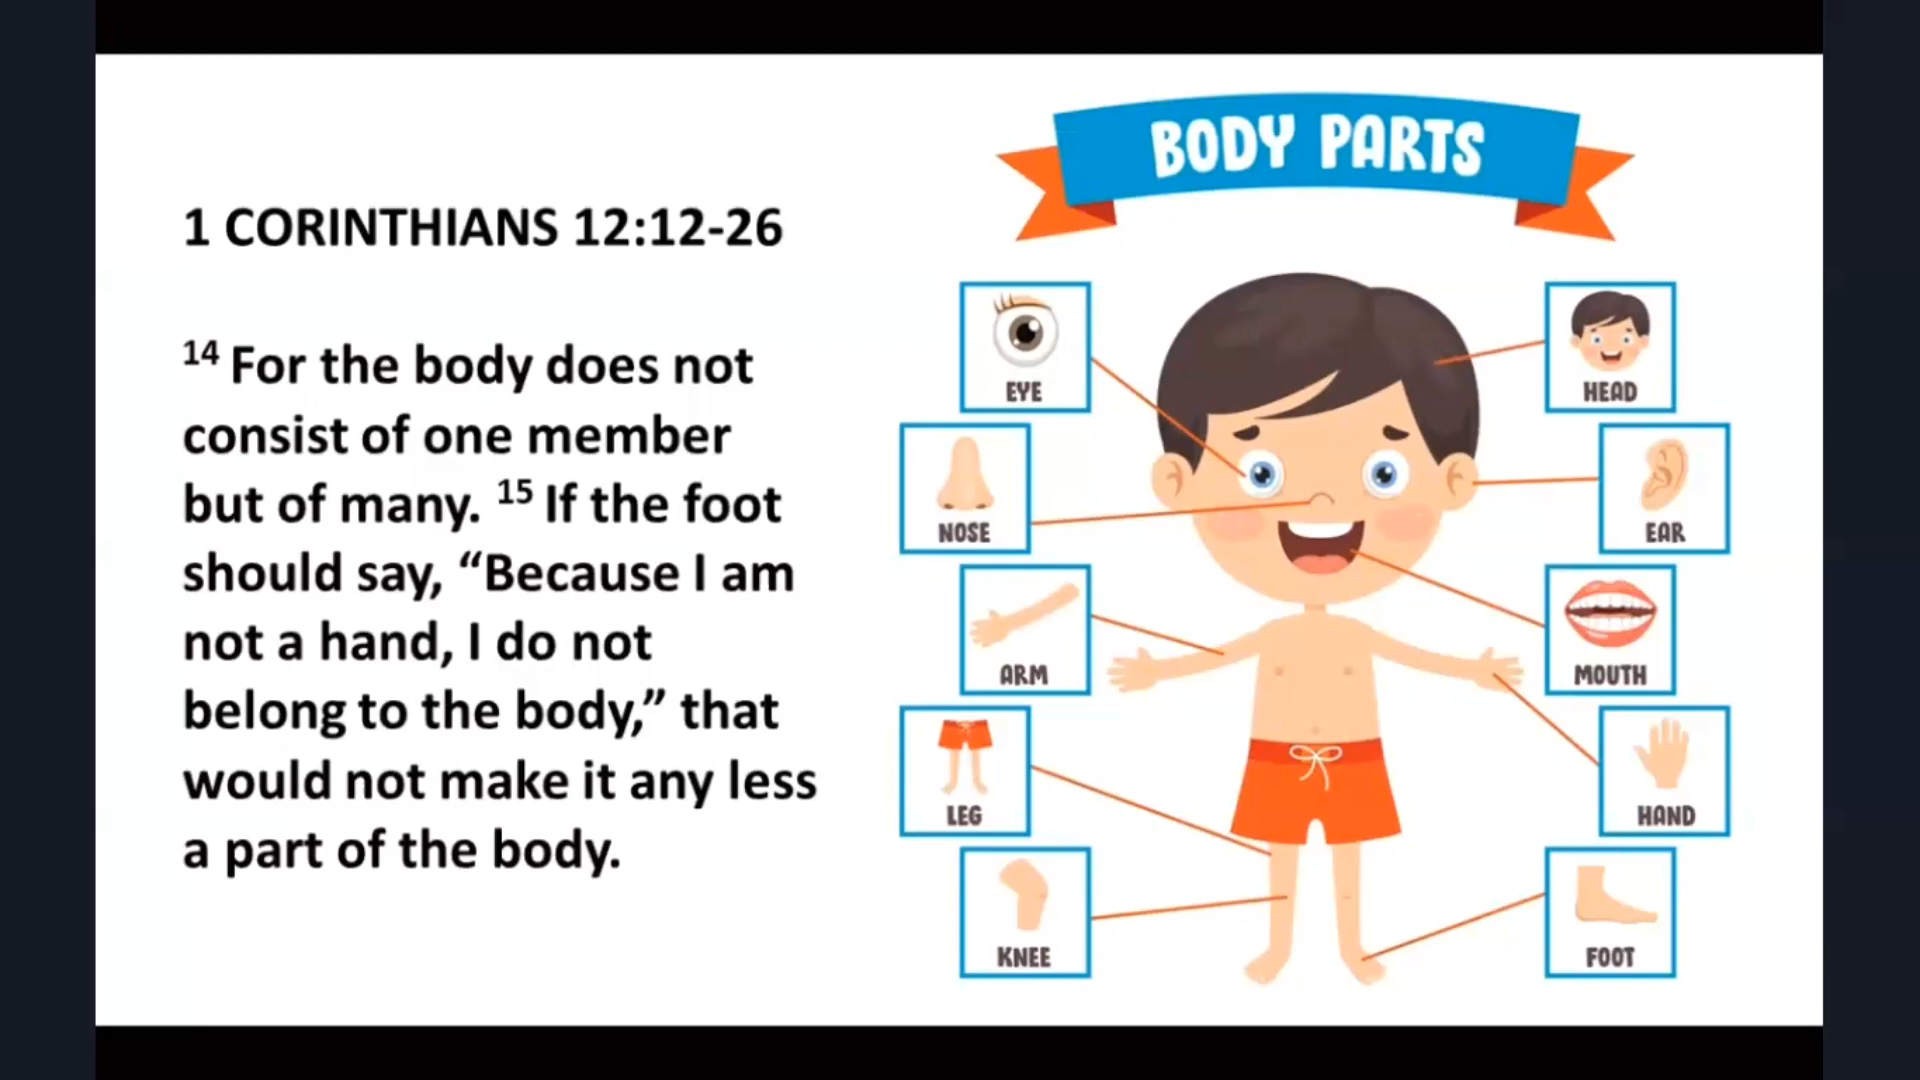 1 CORINTHIANS 12:12-26
14 For the body does not
consist of one member
but of many. 15 If the foot
should say, “Because I am
not a hand, I do not
belong to the body,” that
would not make it any less
a part of the body.
BODY PARTS
EYE
HEAD
NOSE
EAR
ARM
MOUTH
LEG
HAND
KNEE
FOOT